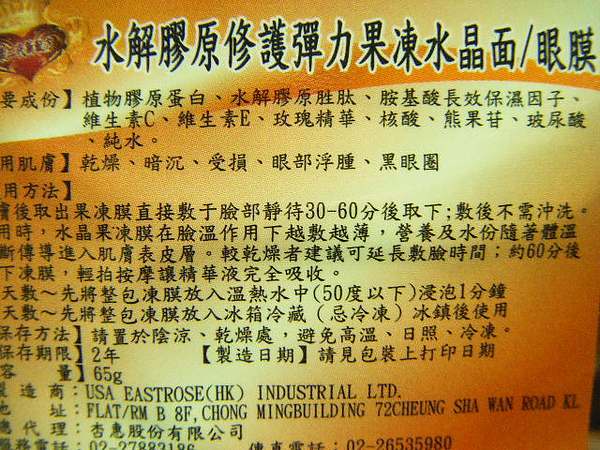 水解膠原修護彈力果凍水晶面/眼膜
要成份】植物膠原蛋白、水解膠原胜肽、胺基酸長效保濕因子、
維生素C、維生素E、玫瑰精華、核酸、熊果苷、玻尿酸
、純水。
用肌膚】乾燥、暗沉、受損、眼部浮腫、黑眼圈
用方法】
膚後取出果凍膜直接敷于臉部靜待30-60分後取下;敷後不需沖洗。
用時，水晶果凍膜在臉溫作用下越敷越薄，營養及水份隨著體溫
斷傳導進入肌膚表皮層。較乾燥者建議可延長敷臉時間；約60分後
下凍膜，輕拍按摩讓精華液完全吸收。
天敷～先將整包凍膜放入溫熱水中(50度以下)浸泡1分鐘
天敷～先將整包凍膜放入冰箱冷藏（忌冷凍）冰鎮後使用
保存方法】請置於陰涼、乾燥處，避免高溫、日照、冷凍。
保存期限】2年 【製造日期】請見包裝上打印日期
容 量】65g
製 造 商：USA EASTROSE(HK) INDUSTRIAL LTD.
地 址：FLAT/RM B 8F,CHONG MINGBUILDING 72CHEUNG SHA WAN ROAD KL
總 代 理：杏惠股份有限公司
服務電話：02-27883186 傳真電話：02-26535980